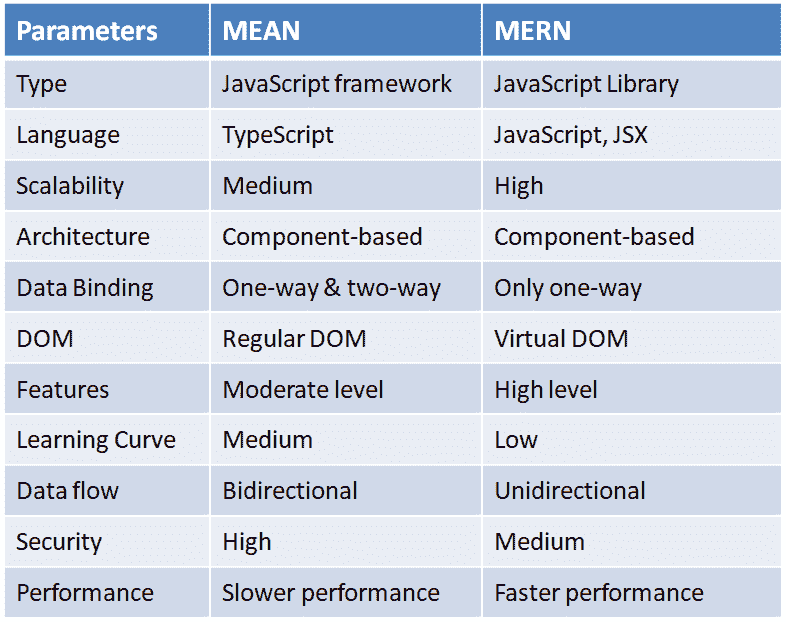 Parameters MEAN MERN
Type JavaScript framework JavaScript Library
Language TypeScript JavaScript, JSX
Scalability Medium High
Architecture Component-based Component-based
Data Binding One-way & two-way Only one-way
DOM Regular DOM Virtual DOM
Features Moderate level High level
Learning Curve Medium Low
Data flow Bidirectional Unidirectional
Security High Medium
Performance Slower performance Faster performance